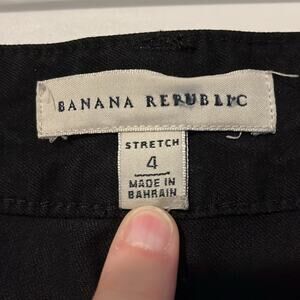 BANANA REPUBLIC
STRETCH
4
MADE IN
BAHRAIN